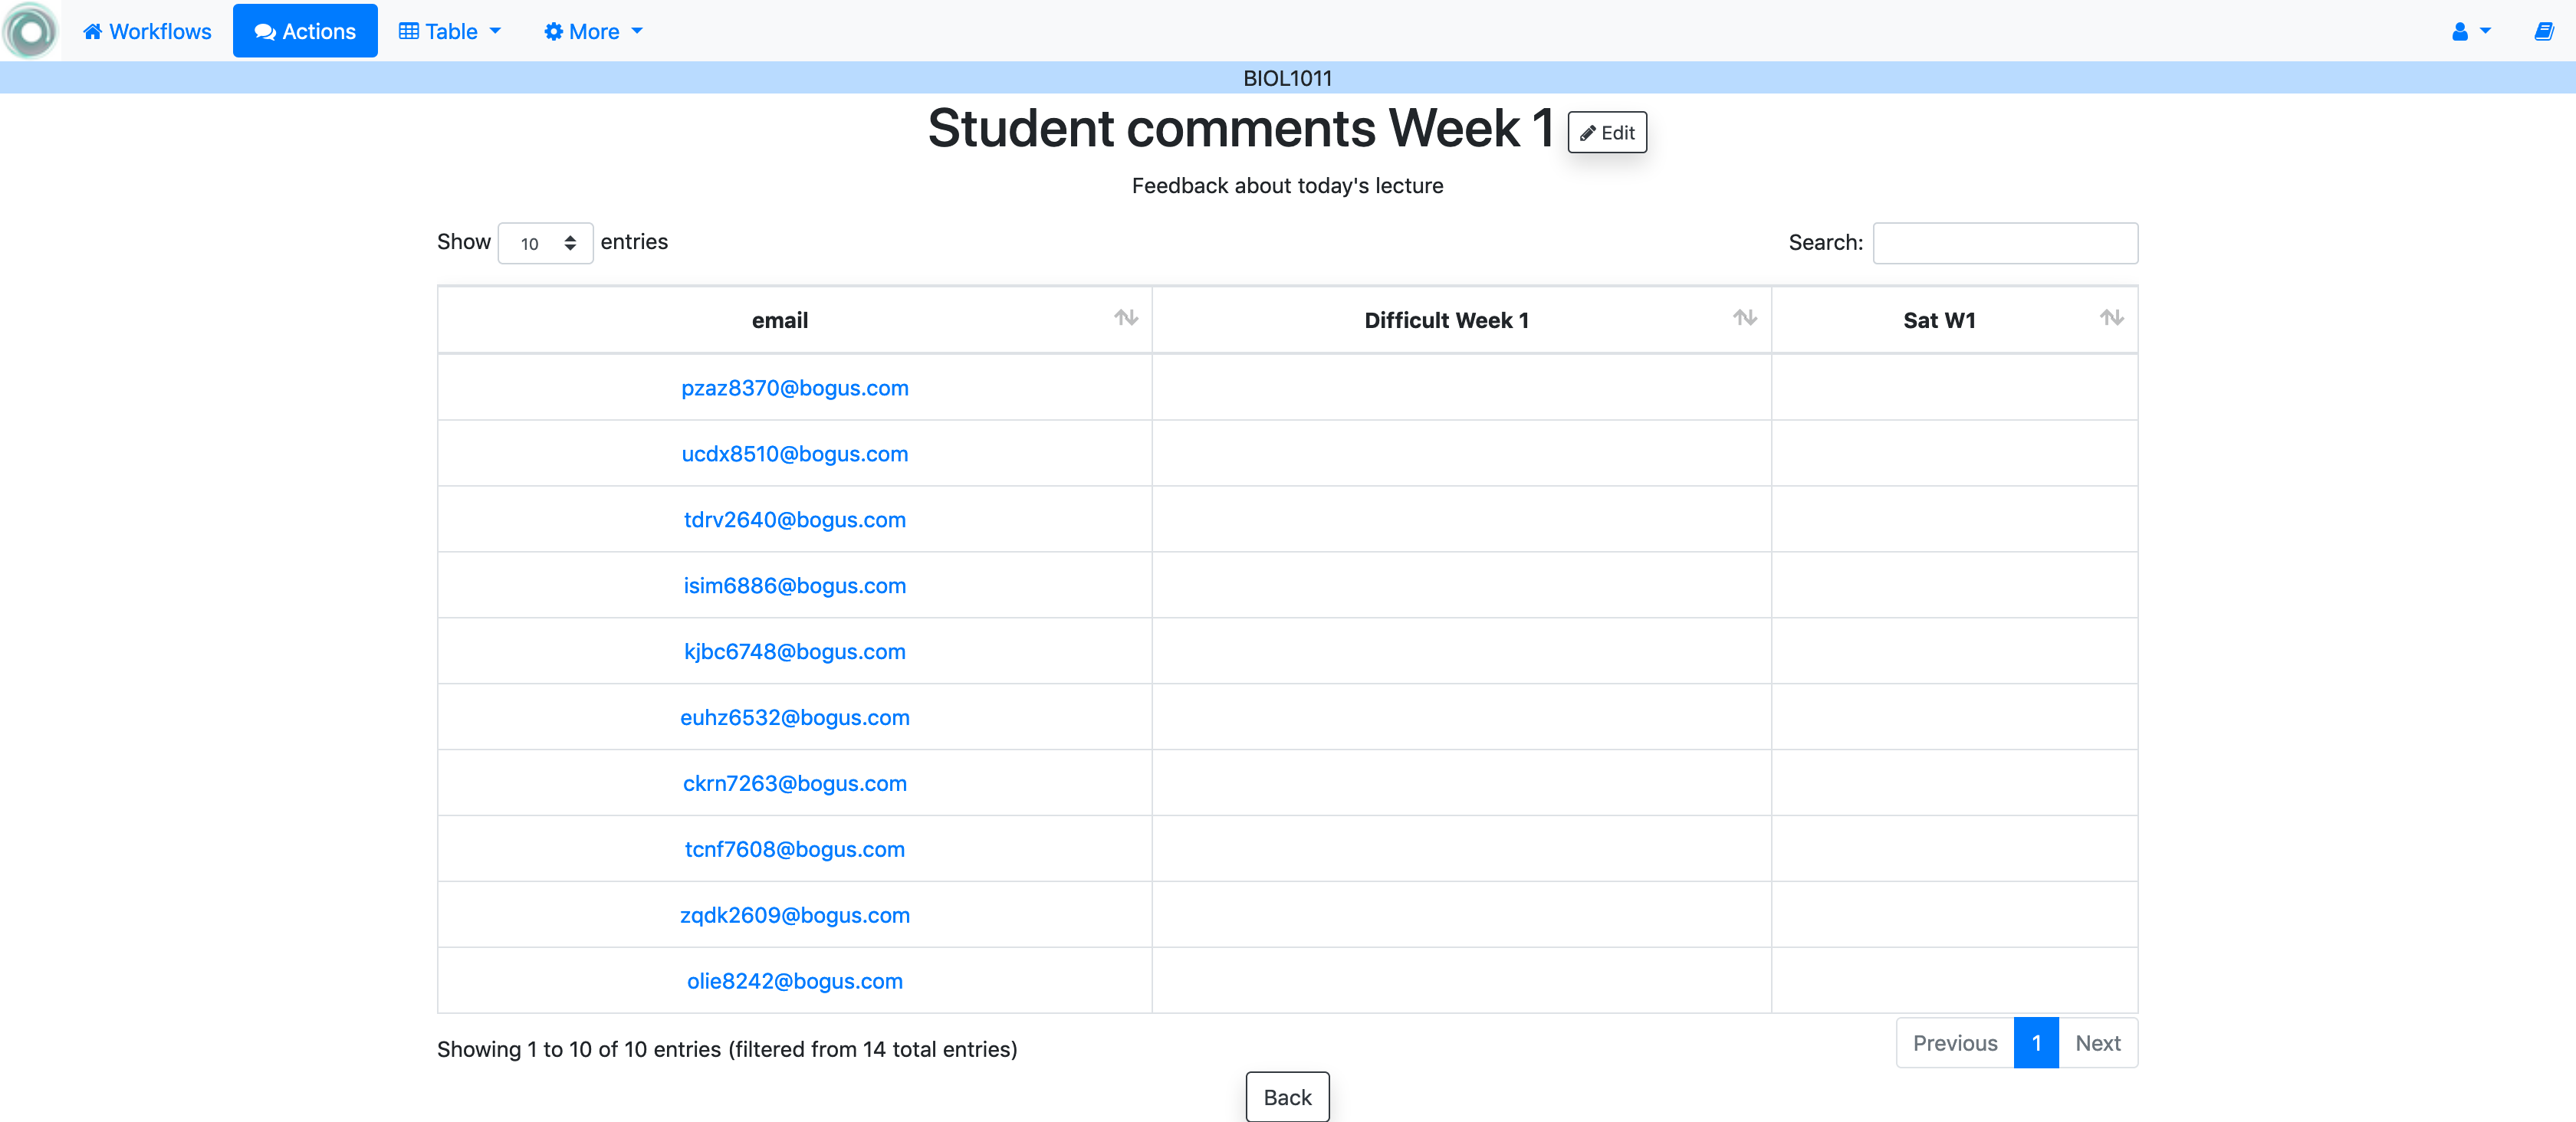 Workflows Actions Table More
BIOL1011
Student comments Week 1 Edit
Feedback about today's lecture
Show 10 entries Search:
email Difficult Week 1 Sat W1
pzaz8370@bogus.com
ucdx8510@bogus.com
tdrv2640@bogus.com
isim6886@bogus.com
kjbc6748@bogus.com
euhz6532@bogus.com
ckrn7263@bogus.com
tcnf7608@bogus.com
zqdk2609@bogus.com
olie8242@bogus.com
Showing 1 to 10 of 10 entries (filtered from 14 total entries) Previous 1 Next
Back